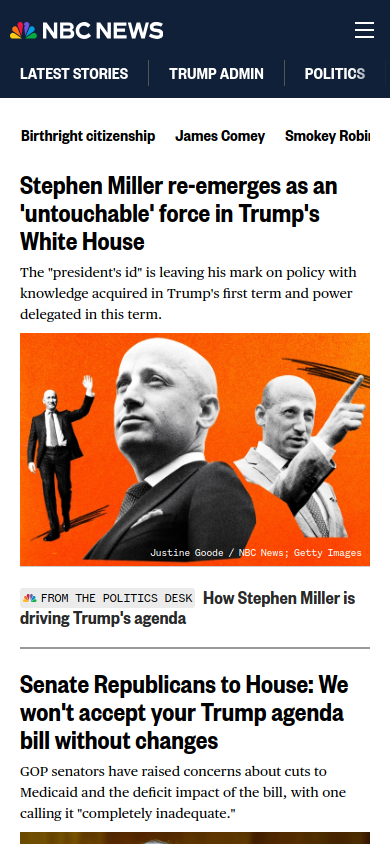 NBC NEWS
LATEST STORIES
TRUMP ADMIN
POLITICS
Birthright citizenship
James Comey
Smokey Robin
Stephen Miller re-emerges as an
'untouchable' force in Trump's
White House
The "president's id" is leaving his mark on policy with
knowledge acquired in Trump's first term and power
delegated in this term.
Justine Goode / NBC News; Getty Images
FROM THE POLITICS DESK How Stephen Miller is
driving Trump's agenda
Senate Republicans to House: We
won't accept your Trump agenda
bill without changes
GOP senators have raised concerns about cuts to
Medicaid and the deficit impact of the bill, with one
calling it "completely inadequate."